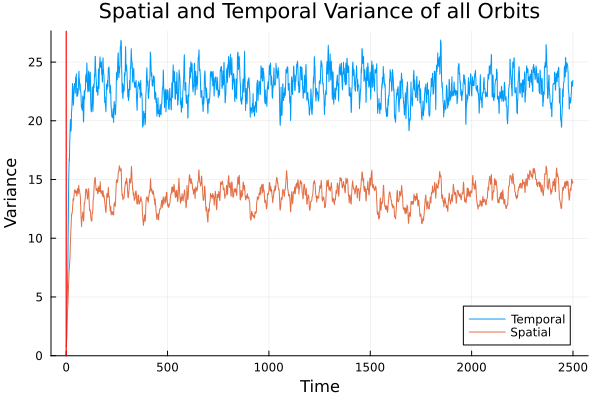 Spatial and Temporal Variance of all Orbits
Variance
25
20
15
10
5
0
0 500 1000 1500 2000 2500
Time
Temporal
Spatial